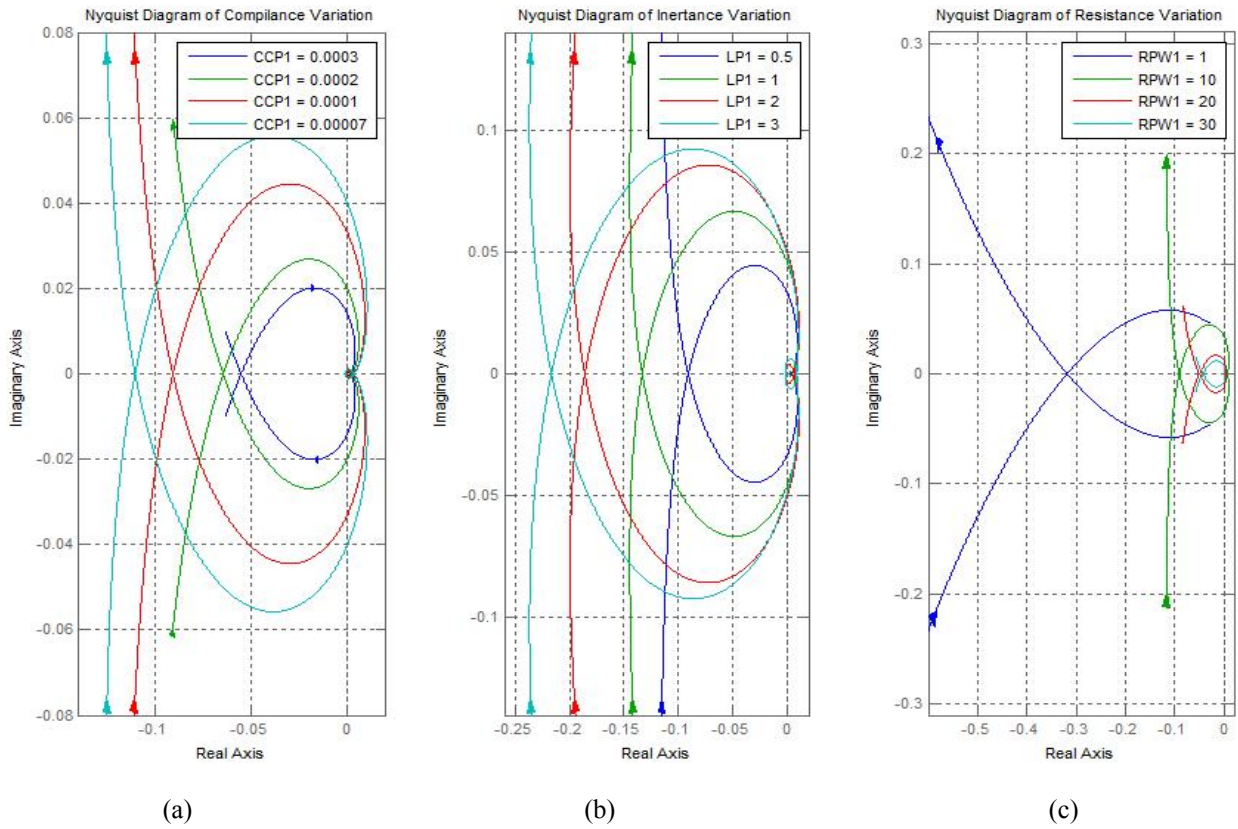 Nyquist Diagram of Compilance Variation
CCP1 = 0.0003
CCP1 = 0.0002
CCP1 = 0.0001
CCP1 = 0.00007
0.08
0.06
0.04
0.02
0
-0.02
-0.04
-0.06
-0.08
Imaginary Axis
-0.1
-0.05
0
Real Axis
(a)
Nyquist Diagram of Inertance Variation
LP1 = 0.5
LP1 = 1
LP1 = 2
LP1 = 3
0.1
0.05
0
-0.05
-0.1
Imaginary Axis
-0.25
-0.2
-0.15
-0.1
-0.05
0
Real Axis
(b)
Nyquist Diagram of Resistance Variation
RPW1 = 1
RPW1 = 10
RPW1 = 20
RPW1 = 30
0.3
0.2
0.1
0
-0.1
-0.2
-0.3
Imaginary Axis
-0.5
-0.4
-0.3
-0.2
-0.1
0
Real Axis
(c)